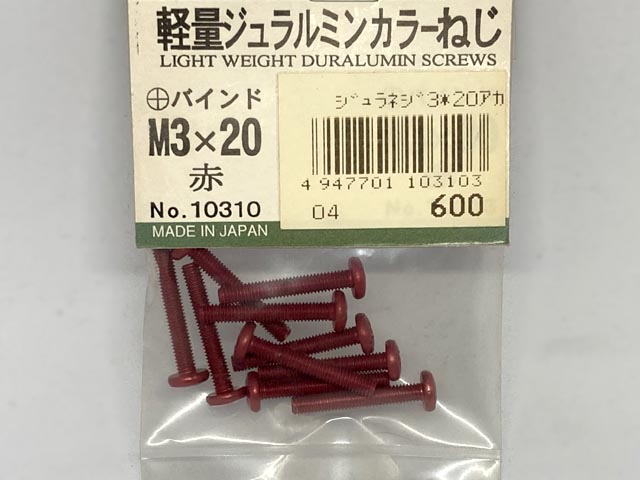 軽量ジュラルミンカラーねじ
LIGHT WEIGHT DURALUMIN SCREWS
バインド
M3×20
赤
No.10310
MADE IN JAPAN
ジュラネジ3*20アカ
4 947701 103103
04 600